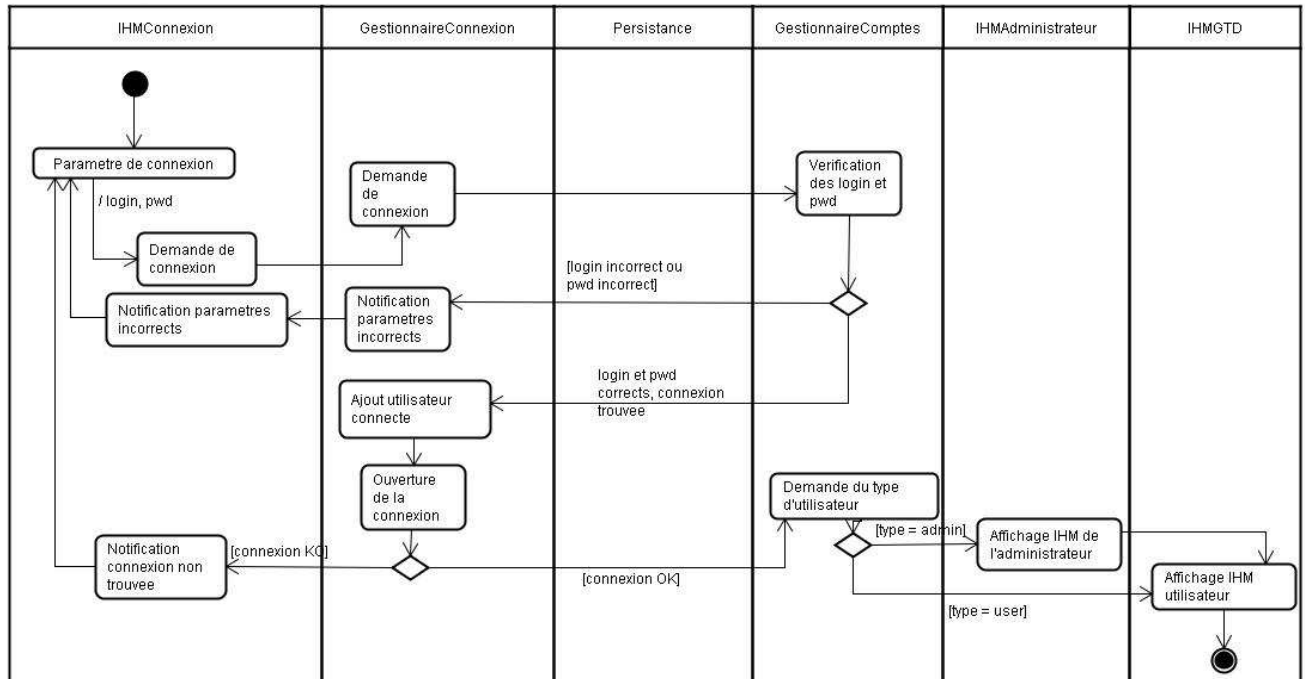 IHMConnexion
GestionnaireConnexion
Persistance
GestionnaireComptes
IHMAdministrateur
IHMGTD
Parametre de connexion
/ login, pwd
Demande de
connexion
Demande
de
connexion
Verification
des login et
pwd
[login incorrect ou
pwd incorrect]
Notification parametres
incorrects
Notification
parametres
incorrects
login et pwd
corrects, connexion
trouvee
Ajout utilisateur
connecte
Ouverture
de la
connexion
Demande du type
d'utilisateur
[type = admin]
Affichage IHM de
l'administrateur
Notification
connexion non
trouvee
[connexion KO]
[connexion OK]
Affichage IHM
utilisateur
[type = user]